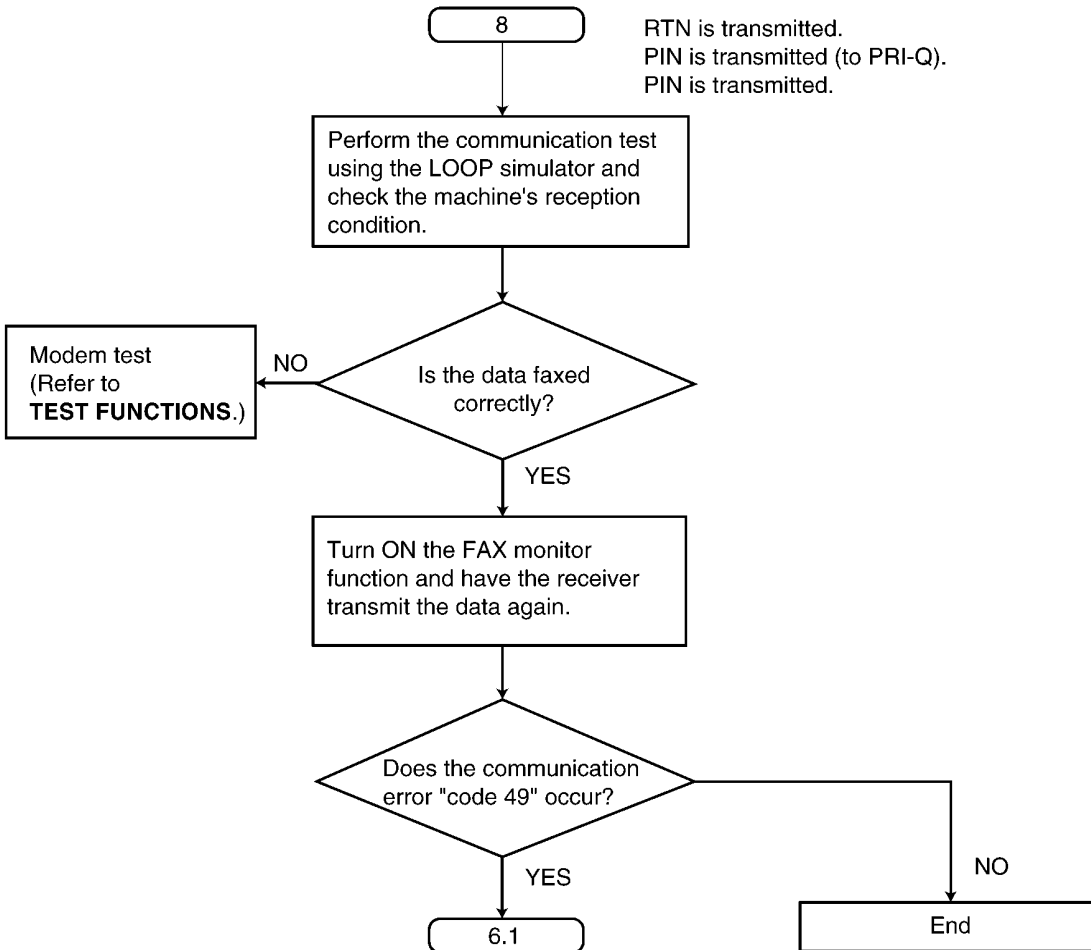 8
RTN is transmitted.
PIN is transmitted (to PRI-Q).
PIN is transmitted.
Perform the communication test
using the LOOP simulator and
check the machine's reception
condition.
Modem test
(Refer to
TEST FUNCTIONS.)
NO
Is the data faxed
correctly?
YES
Turn ON the FAX monitor
function and have the receiver
transmit the data again.
Does the communication
error "code 49" occur?
YES
NO
6.1
End